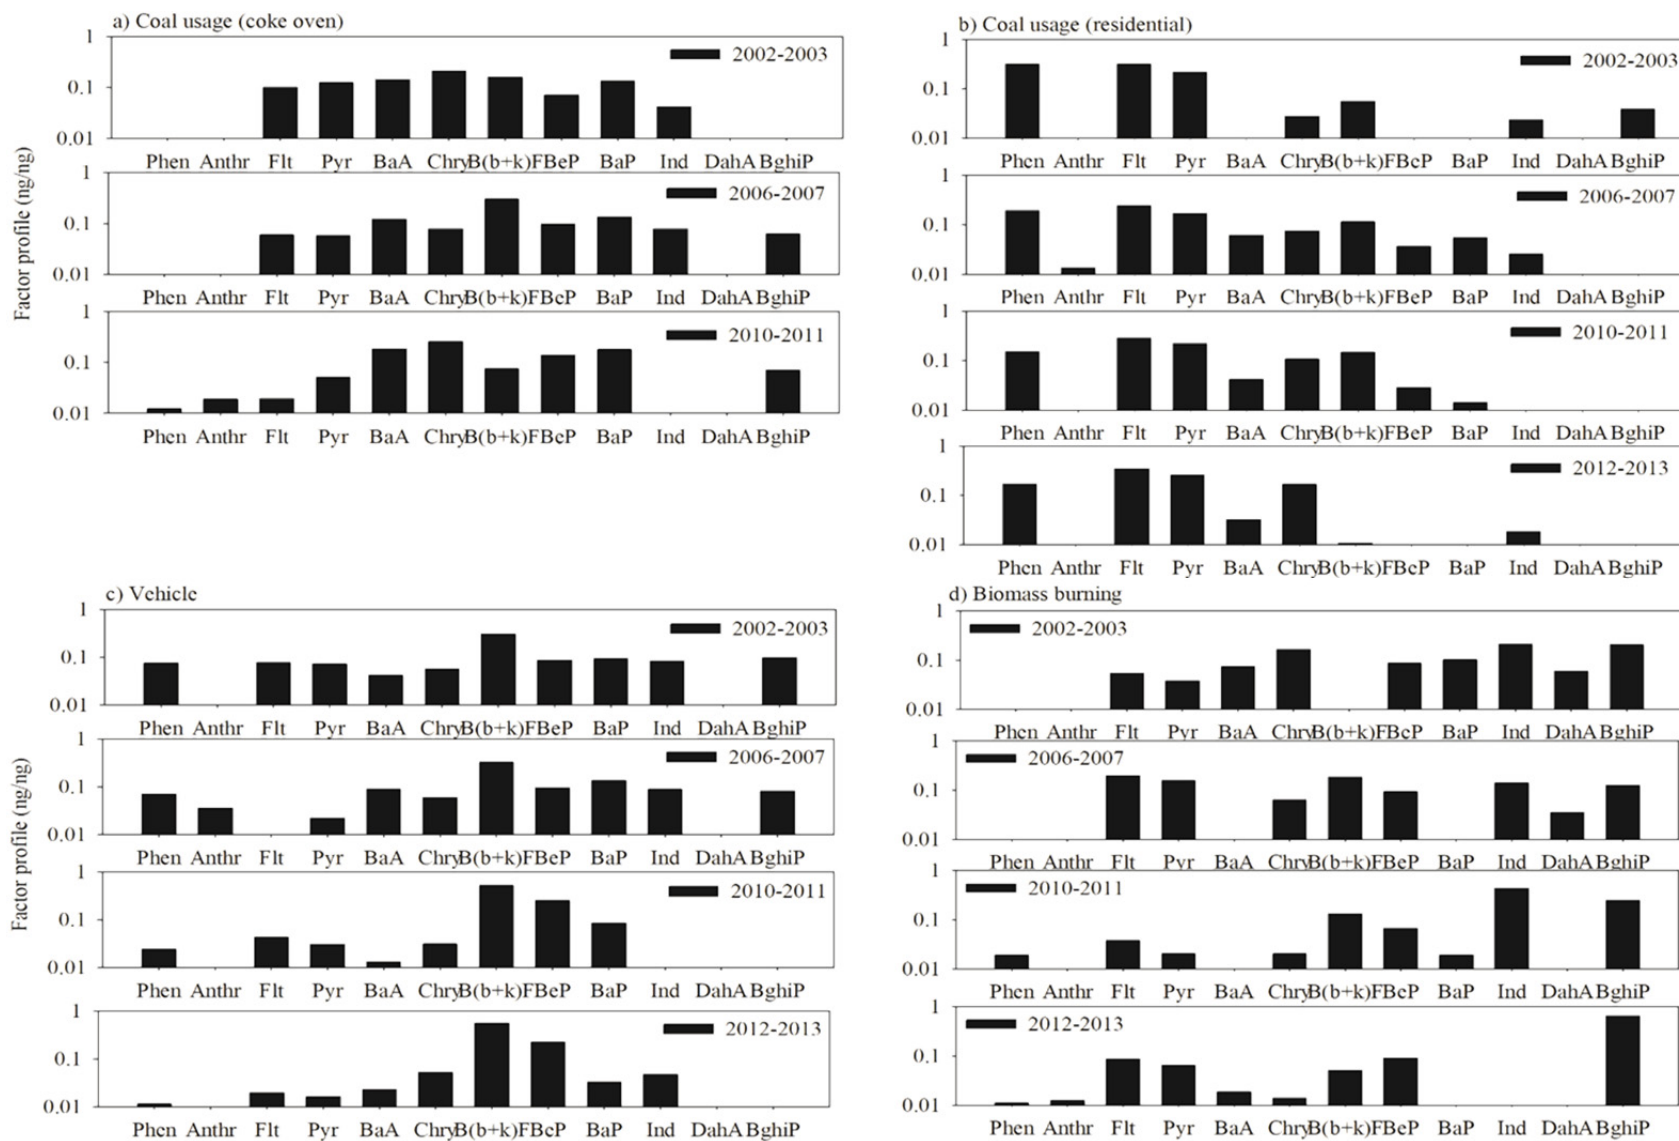 a) Coal usage (coke oven)
1
2002-2003
0.1
0.01
Phen Anthr Flt Pyr BaA ChryB(b+k)FBeP BaP Ind DahA BghiP
1
2006-2007
0.1
0.01
Phen Anthr Flt Pyr BaA ChryB(b+k)FBeP BaP Ind DahA BghiP
1
2010-2011
0.1
0.01
Phen Anthr Flt Pyr BaA ChryB(b+k)FBeP BaP Ind DahA BghiP
Factor profile (ng/ng)
b) Coal usage (residential)
1
2002-2003
0.1
0.01
Phen Anthr Flt Pyr BaA ChryB(b+k)FBeP BaP Ind DahA BghiP
1
2006-2007
0.1
0.01
Phen Anthr Flt Pyr BaA ChryB(b+k)FBeP BaP Ind DahA BghiP
1
2010-2011
0.1
0.01
Phen Anthr Flt Pyr BaA ChryB(b+k)FBeP BaP Ind DahA BghiP
2012-2013
0.1
0.01
Phen Anthr Flt Pyr BaA ChryB(b+k)FBeP BaP Ind DahA BghiP
c) Vehicle
1
2002-2003
0.1
0.01
Phen Anthr Flt Pyr BaA ChryB(b+k)FBeP BaP Ind DahA BghiP
1
2006-2007
0.1
0.01
Phen Anthr Flt Pyr BaA ChryB(b+k)FBeP BaP Ind DahA BghiP
1
2010-2011
0.1
0.01
Phen Anthr Flt Pyr BaA ChryB(b+k)FBeP BaP Ind DahA BghiP
1
2012-2013
0.1
0.01
Phen Anthr Flt Pyr BaA ChryB(b+k)FBeP BaP Ind DahA BghiP
Factor profile (ng/ng)
d) Biomass burning
1
2002-2003
0.1
0.01
Phen Anthr Flt Pyr BaA ChryB(b+k)FBeP BaP Ind DahA BghiP
1
2006-2007
0.1
0.01
Phen Anthr Flt Pyr BaA ChryB(b+k)FBeP BaP Ind DahA BghiP
1
2010-2011
0.1
0.01
Phen Anthr Flt Pyr BaA ChryB(b+k)FBeP BaP Ind DahA BghiP
1
2012-2013
0.1
0.01
Phen Anthr Flt Pyr BaA ChryB(b+k)FBeP BaP Ind DahA BghiP